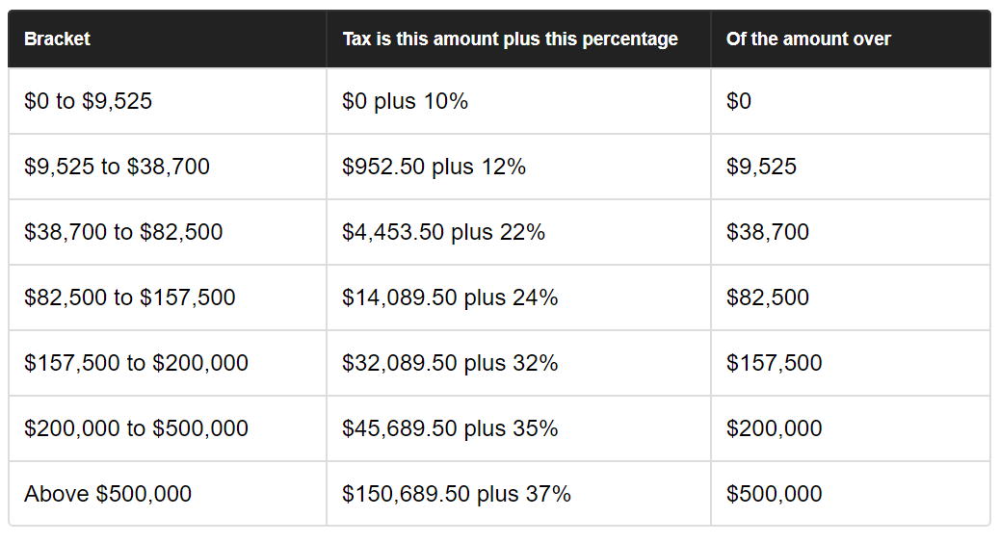 Bracket Tax is this amount plus this percentage Of the amount over
$0 to $9,525 $0 plus 10% $0
$9,525 to $38,700 $952.50 plus 12% $9,525
$38,700 to $82,500 $4,453.50 plus 22% $38,700
$82,500 to $157,500 $14,089.50 plus 24% $82,500
$157,500 to $200,000 $32,089.50 plus 32% $157,500
$200,000 to $500,000 $45,689.50 plus 35% $200,000
Above $500,000 $150,689.50 plus 37% $500,000